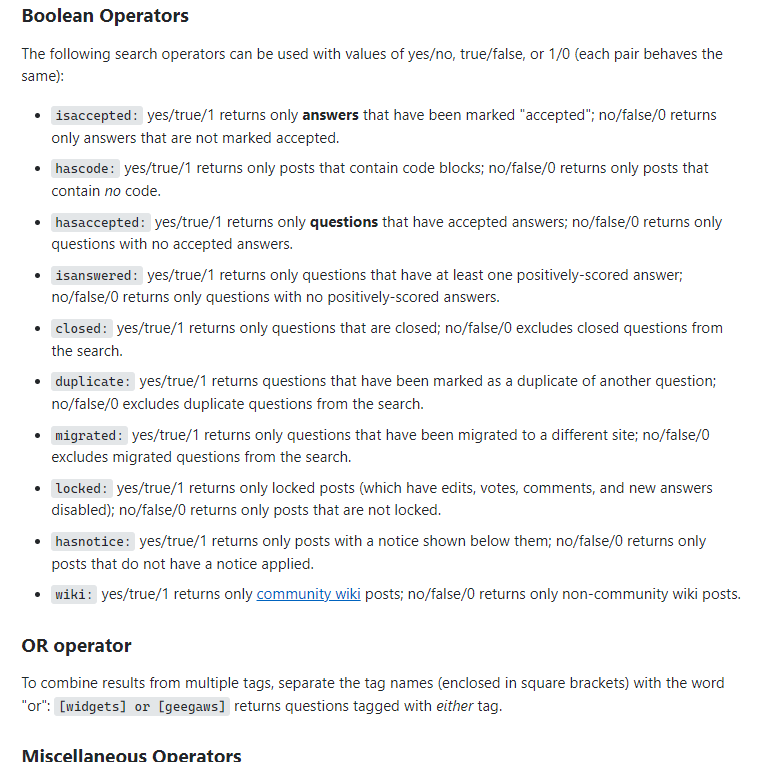 Boolean Operators
The following search operators can be used with values of yes/no, true/false, or 1/0 (each pair behaves the
same):
• isaccepted: yes/true/1 returns only answers that have been marked "accepted"; no/false/0 returns
only answers that are not marked accepted.
• hascode: yes/true/1 returns only posts that contain code blocks; no/false/0 returns only posts that
contain no code.
• hasaccepted: yes/true/1 returns only questions that have accepted answers; no/false/0 returns only
questions with no accepted answers.
• isanswered: yes/true/1 returns only questions that have at least one positively-scored answer;
no/false/0 returns only questions with no positively-scored answers.
• closed: yes/true/1 returns only questions that are closed; no/false/0 excludes closed questions from
the search.
• duplicate: yes/true/1 returns questions that have been marked as a duplicate of another question;
no/false/0 excludes duplicate questions from the search.
• migrated: yes/true/1 returns only questions that have been migrated to a different site; no/false/0
excludes migrated questions from the search.
• locked: yes/true/1 returns only locked posts (which have edits, votes, comments, and new answers
disabled); no/false/0 returns only posts that are not locked.
• hasnotice: yes/true/1 returns only posts with a notice shown below them; no/false/0 returns only
posts that do not have a notice applied.
• wiki: yes/true/1 returns only community wiki posts; no/false/0 returns only non-community wiki posts.
OR operator
To combine results from multiple tags, separate the tag names (enclosed in square brackets) with the word
"or": [widgets] or [geegaws] returns questions tagged with either tag.
Miscellaneous Operators